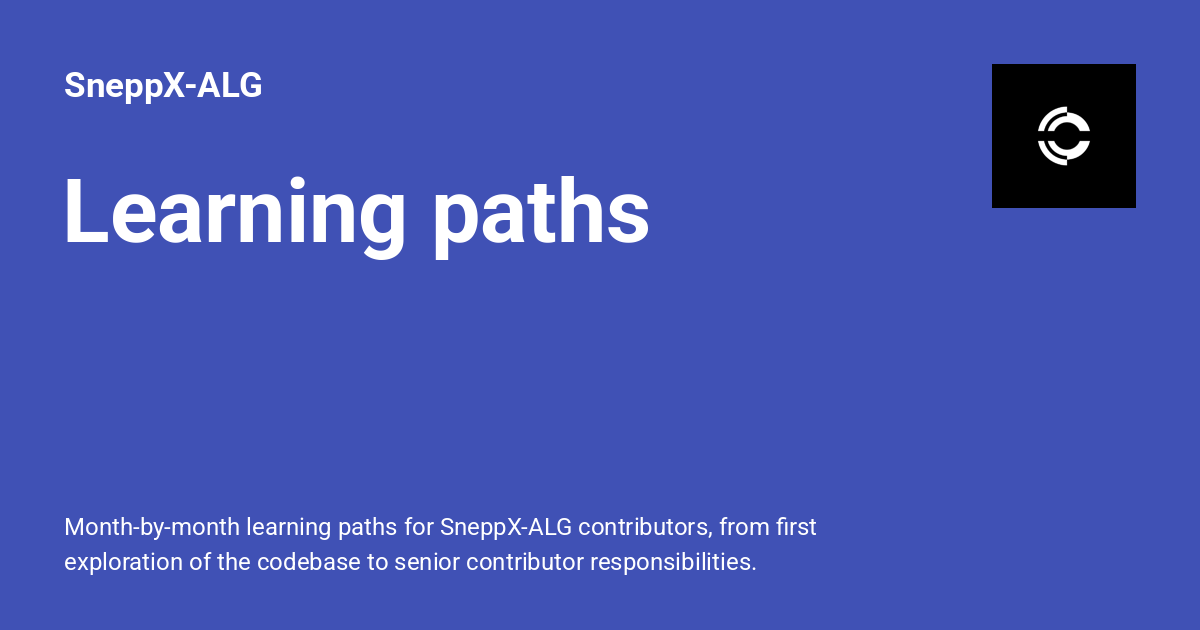 SneppX-ALG
Learning paths
Month-by-month learning paths for SneppX-ALG contributors, from first
exploration of the codebase to senior contributor responsibilities.